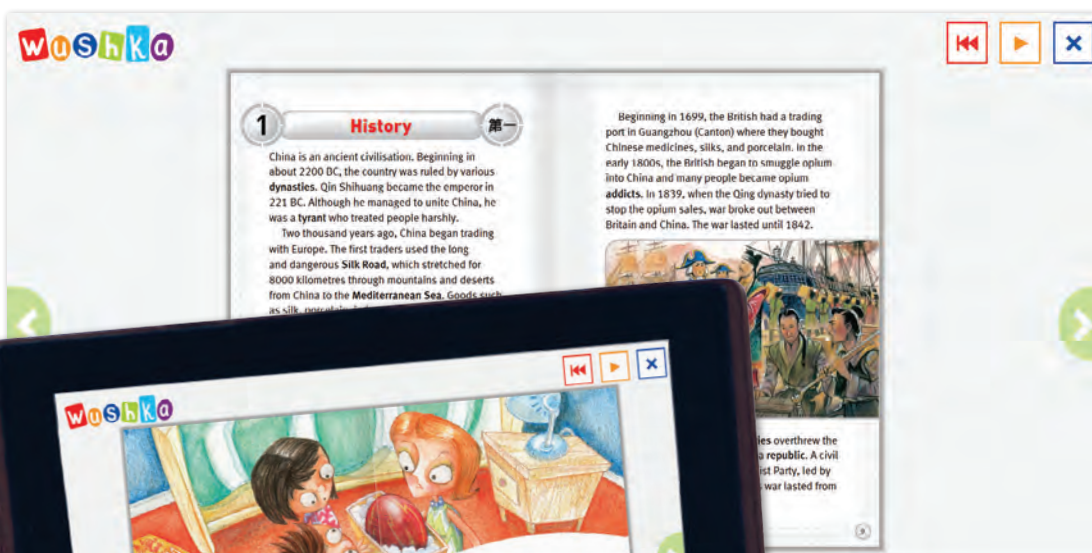 wushka
1 History 第一
China is an ancient civilisation. Beginning in
about 2200 BC, the country was ruled by various
dynasties. Qin Shihuang became the emperor in
221 BC. Although he managed to unite China, he
was a tyrant who treated people harshly.
Two thousand years ago, China began trading
with Europe. The first traders used the long
and dangerous Silk Road, which stretched for
8000 kilometres through mountains and deserts
from China to the Mediterranean Sea. Goods such
as silk,
Beginning in 1699, the British had a trading
port in Guangzhou (Canton) where they bought
Chinese medicines, silks, and porcelain. In the
early 1800s, the British began to smuggle opium
into China and many people became opium
addicts. In 1839, when the Qing dynasty tried to
stop the opium sales, war broke out between
Britain and China. The war lasted until 1842.
ies overthrew the
a republic. A civil
ist Party, led by
war lasted from
wushka